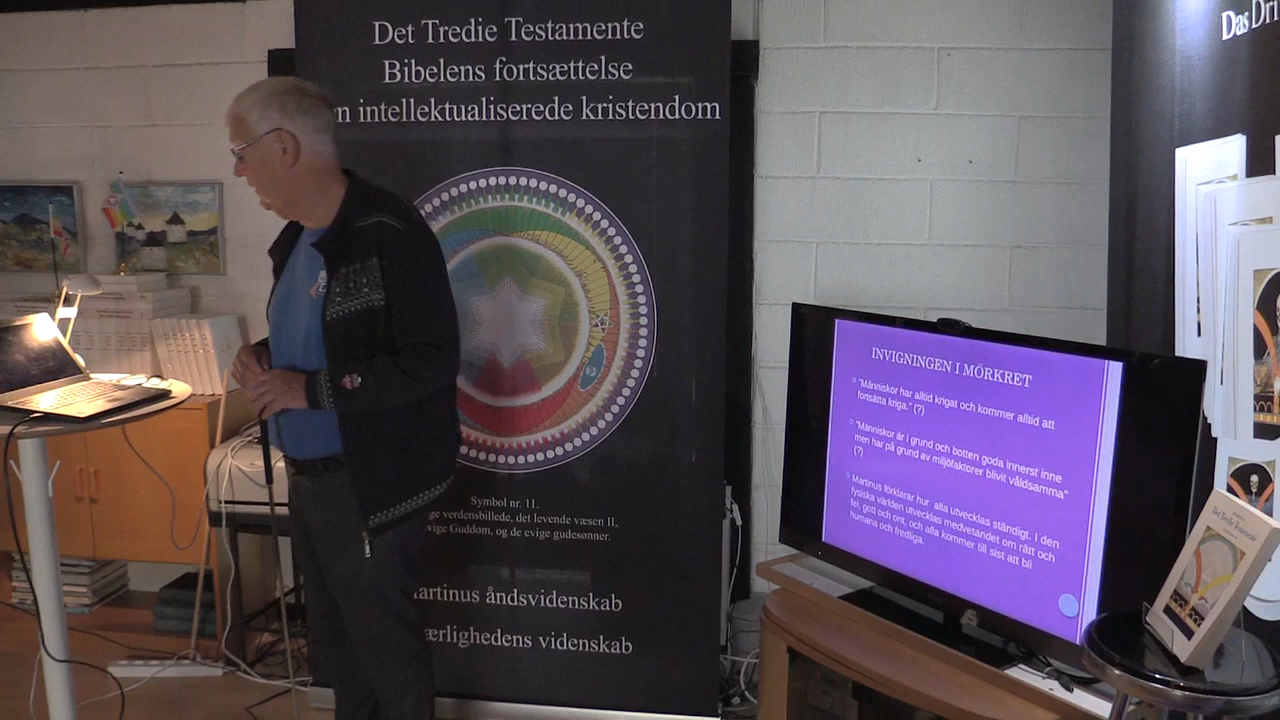 Det Tredie Testamente
Bibelens fortsættelse
n intellektualiserede kristendom
Symbol nr. 11.
ge verdensbillede, det levende væsen II,
vige Guddom, og de evige gudesønner.
artinus åndsvidenskab
ærlighedens videnskab
INVIGNINGEN I MÖRKRET
"Människor har alltid krigat och kommer alltid att
fortsätta kriga." (?)
"Människor är i grund och botten goda innerst inne
men har på grund av miljöfaktorer blivit våldsamma"
(?)
Martinus förklarar hur alla utvecklas ständigt. I den
fysiska världen utvecklas medvetandet om rätt och
fel, gott och ont, och alla kommer till sist att bli
humana och fredliga.
Das Dri
Det Tredie Testamente